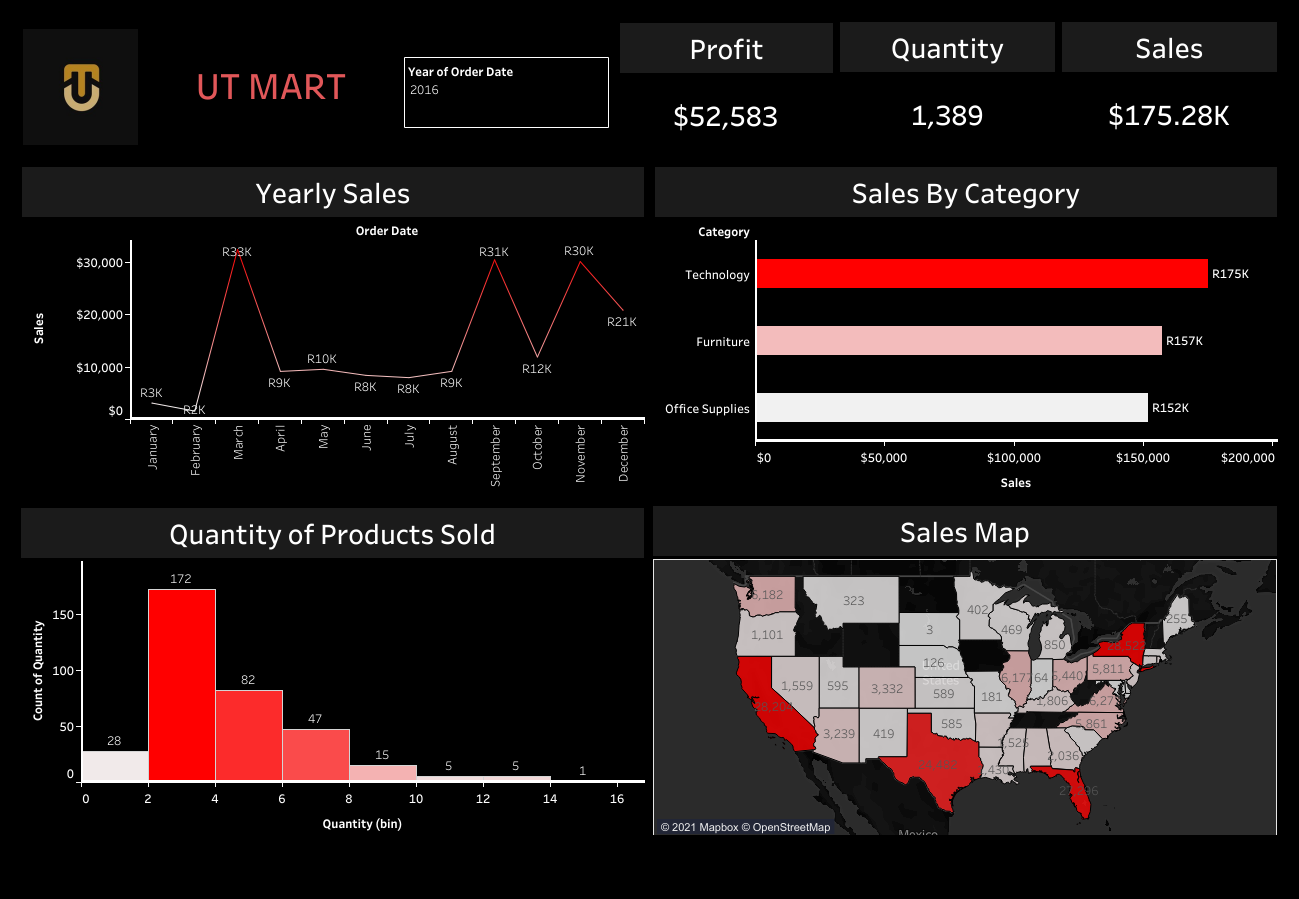 UT MART
Year of Order Date
2016
Profit
$52,583
Quantity
1,389
Sales
$175.28K
Yearly Sales
Order Date
Sales
$30,000
$20,000
$10,000
$0
R3K
R2K
R33K
R9K
R10K
R8K
R8K
R9K
R31K
R12K
R30K
R21K
January
February
March
April
May
June
July
August
September
October
November
December
Sales By Category
Category
Technology
R175K
Furniture
R157K
Office Supplies
R152K
$0
$50,000
$100,000
$150,000
$200,000
Sales
Quantity of Products Sold
Count of Quantity
150
100
50
0
28
172
82
47
15
5
5
1
0
2
4
6
8
10
12
14
16
Quantity (bin)
Sales Map
323
402
255
1,101
3
469
850
126
United
States
5,811
1,559
595
3,332
589
181
6,177
64
1,806
3,239
419
585
5,861
2,036
Mexico
© 2021 Mapbox © OpenStreetMap